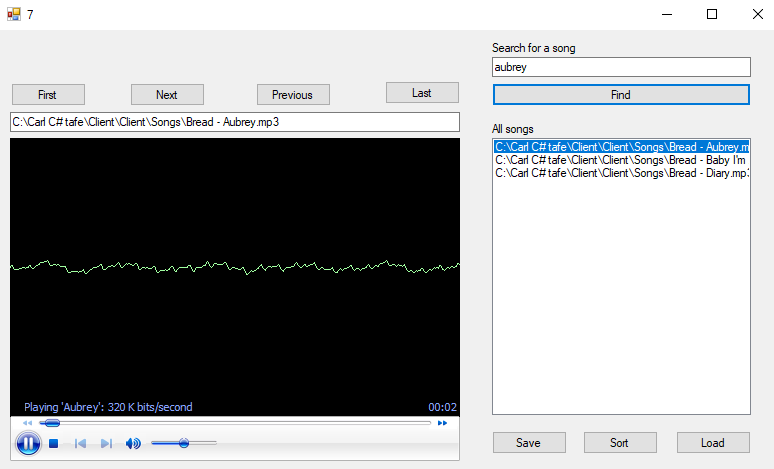 7
Search for a song
aubrey
First
Next
Previous
Last
Find
C:\Carl C# tafe\Client\Client\Songs\Bread - Aubrey.mp3
All songs
C:\Carl C# tafe\Client\Client\Songs\Bread - Aubrey.m
C:\Carl C# tafe\Client\Client\Songs\Bread - Baby I'm
C:\Carl C# tafe\Client\Client\Songs\Bread - Diary.mp3
Playing 'Aubrey': 320 K bits/second
00:02
Save
Sort
Load